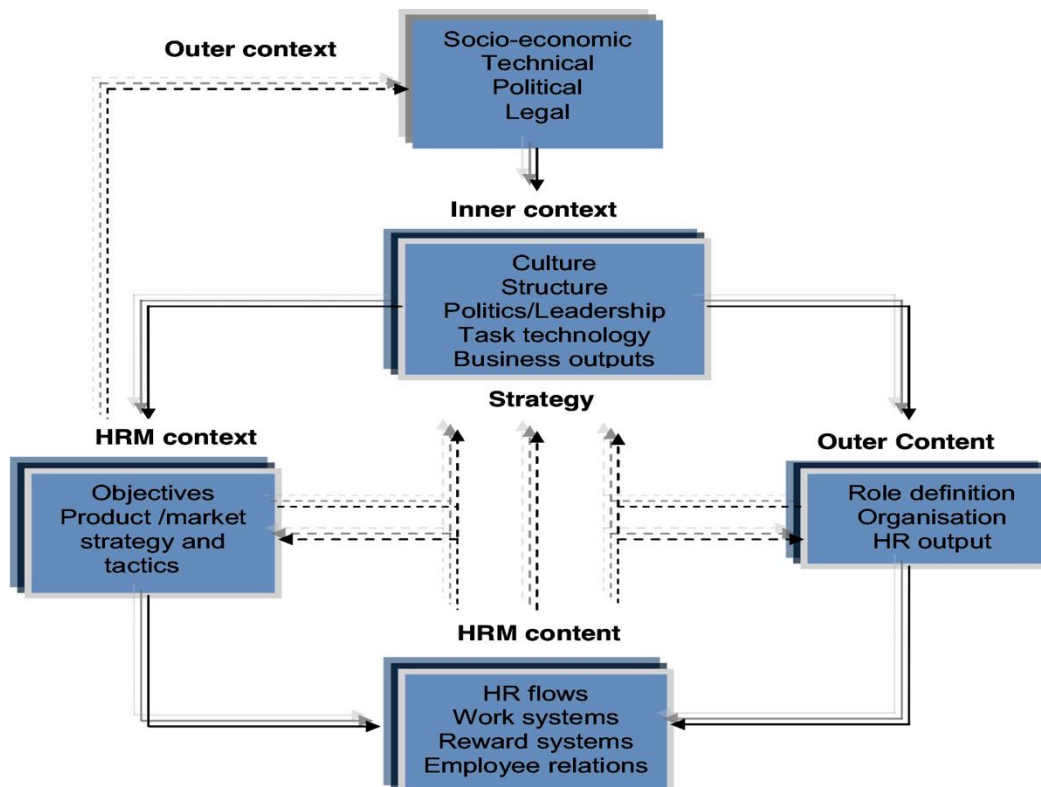 Outer context
Socio-economic
Technical
Political
Legal
Inner context
Culture
Structure
Politics/Leadership
Task technology
Business outputs
Strategy
HRM context
Objectives
Product /market
strategy and
tactics
Outer Content
Role definition
Organisation
HR output
HRM content
HR flows
Work systems
Reward systems
Employee relations